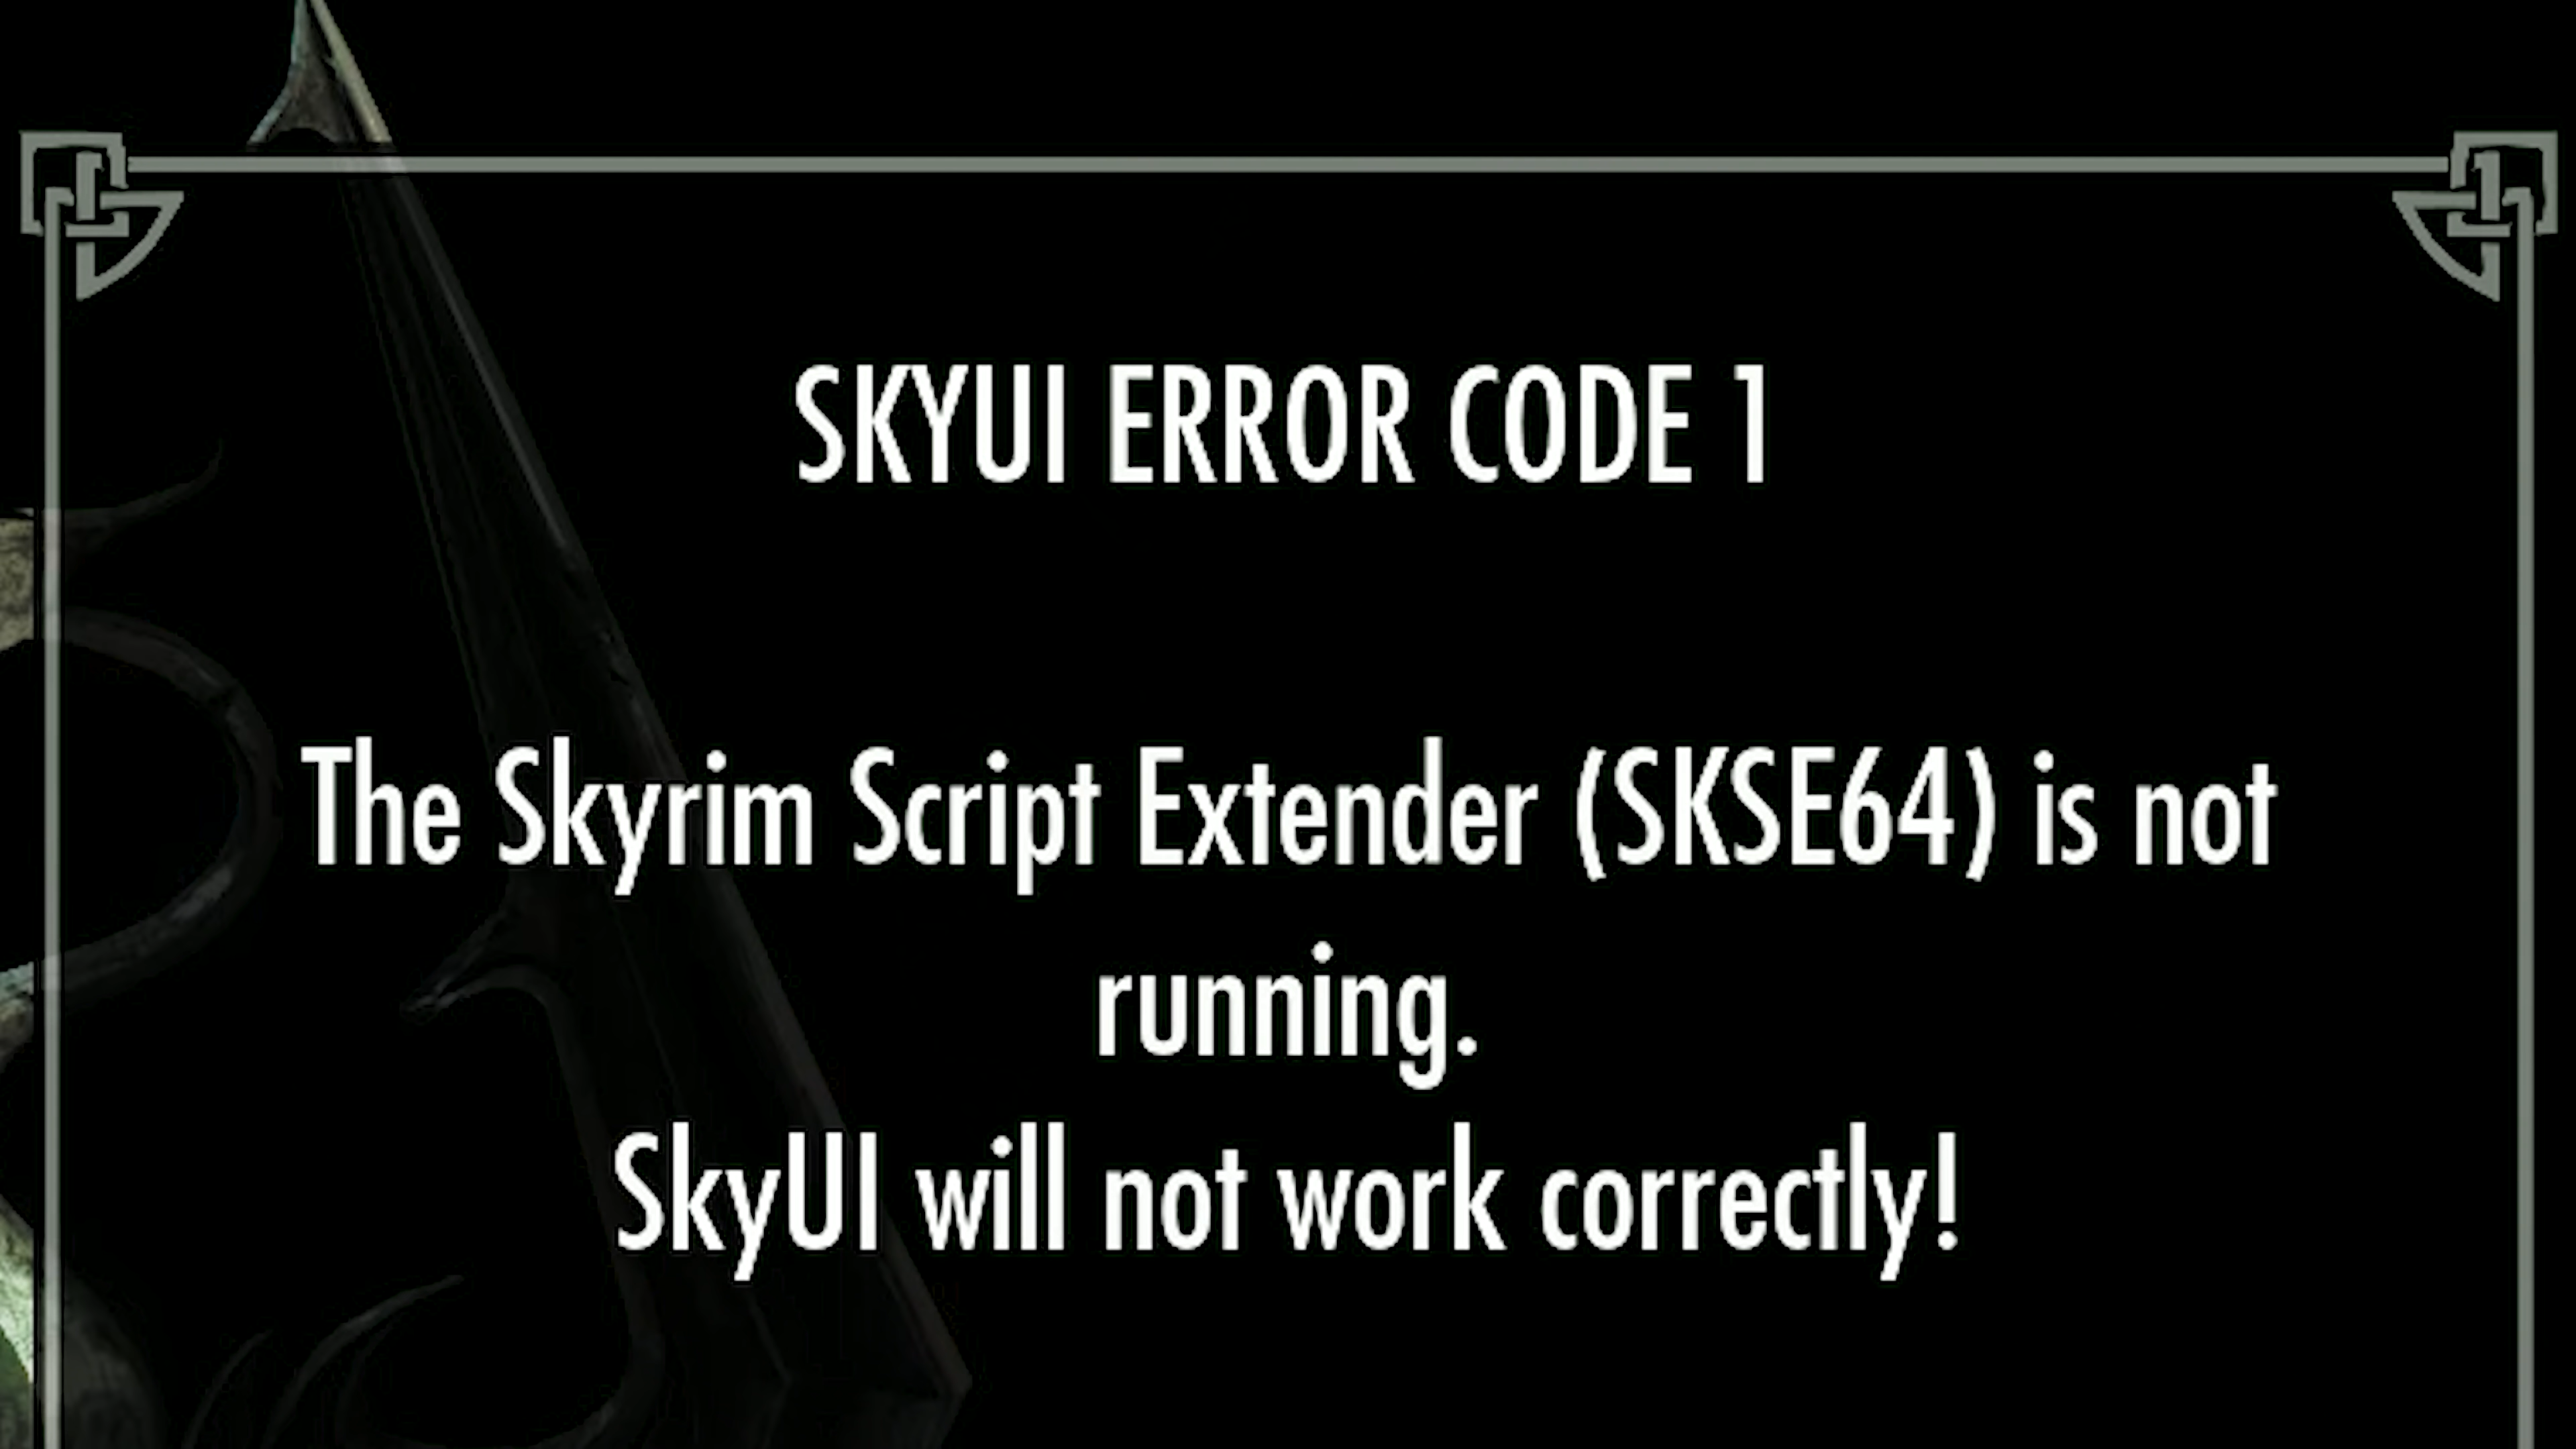 SKYUI ERROR CODE 1
The Skyrim Script Extender (SKSE64) is not
running.
SkyUI will not work correctly!